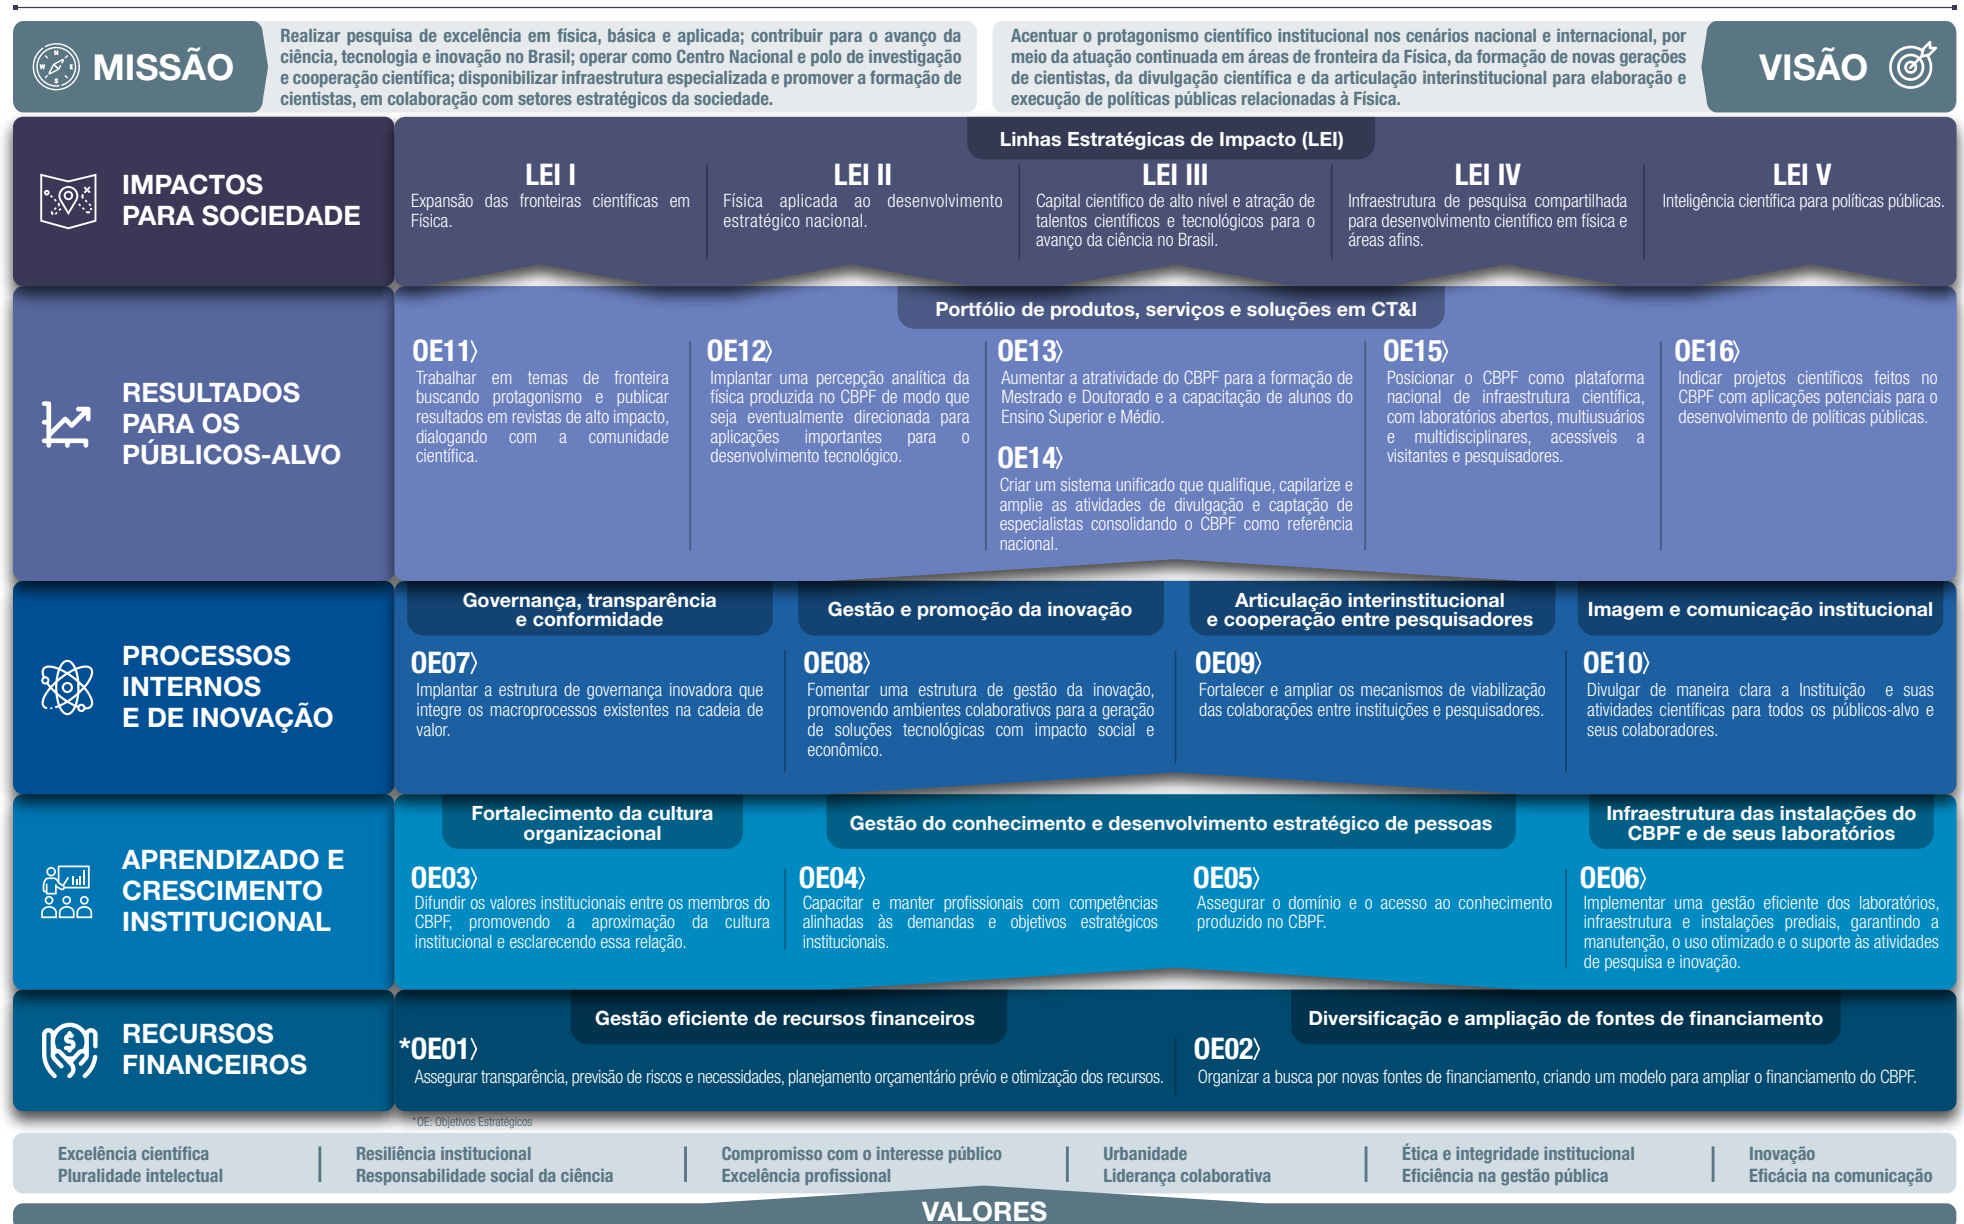 MISSÃO
Realizar pesquisa de excelência em física, básica e aplicada; contribuir para o avanço da
ciência, tecnologia e inovação no Brasil; operar como Centro Nacional e polo de investigação
e cooperação científica; disponibilizar infraestrutura especializada e promover a formação de
cientistas, em colaboração com setores estratégicos da sociedade.
Acentuar o protagonismo científico institucional nos cenários nacional e internacional, por
meio da atuação continuada em áreas de fronteira da Física, da formação de novas gerações
de cientistas, da divulgação científica e da articulação interinstitucional para elaboração e
execução de políticas públicas relacionadas à Física.
VISÃO
IMPACTOS
PARA SOCIEDADE
Linhas Estratégicas de Impacto (LEI)
LEI I
Expansão das fronteiras científicas em
Física.
LEI II
Física aplicada ao desenvolvimento
estratégico nacional.
LEI III
Capital científico de alto nível e atração de
talentos científicos e tecnológicos para o
avanço da ciência no Brasil.
LEI IV
Infraestrutura de pesquisa compartilhada
para desenvolvimento científico em física e
áreas afins.
LEI V
Inteligência científica para políticas públicas.
RESULTADOS
PARA OS
PÚBLICOS-ALVO
Portfólio de produtos, serviços e soluções em CT&I
OE11〉
Trabalhar em temas de fronteira
buscando protagonismo e publicar
resultados em revistas de alto impacto,
dialogando com a comunidade
científica.
OE12〉
Implantar uma percepção analítica da
física produzida no CBPF de modo que
seja eventualmente direcionada para
aplicações importantes para o
desenvolvimento tecnológico.
OE13〉
Aumentar a atratividade do CBPF para a formação de
Mestrado e Doutorado e a capacitação de alunos do
Ensino Superior e Médio.
OE14〉
Criar um sistema unificado que qualifique, capilarize e
amplie as atividades de divulgação e captação de
especialistas consolidando o CBPF como referência
nacional.
OE15〉
Posicionar o CBPF como plataforma
nacional de infraestrutura científica,
com laboratórios abertos, multiusuários
e multidisciplinares, acessíveis a
visitantes e pesquisadores.
OE16〉
Indicar projetos científicos feitos no
CBPF com aplicações potenciais para o
desenvolvimento de políticas públicas.
PROCESSOS
INTERNOS
E DE INOVAÇÃO
Governança, transparência
e conformidade
OE07〉
Implantar a estrutura de governança inovadora que
integre os macroprocessos existentes na cadeia de
valor.
Gestão e promoção da inovação
OE08〉
Fomentar uma estrutura de gestão da inovação,
promovendo ambientes colaborativos para a geração
de soluções tecnológicas com impacto social e
econômico.
Articulação interinstitucional
e cooperação entre pesquisadores
OE09〉
Fortalecer e ampliar os mecanismos de viabilização
das colaborações entre instituições e pesquisadores.
Imagem e comunicação institucional
OE10〉
Divulgar de maneira clara a Instituição e suas
atividades científicas para todos os públicos-alvo e
seus colaboradores.
APRENDIZADO E
CRESCIMENTO
INSTITUCIONAL
Fortalecimento da cultura
organizacional
OE03〉
Difundir os valores institucionais entre os membros do
CBPF, promovendo a aproximação da cultura
institucional e esclarecendo essa relação.
Gestão do conhecimento e desenvolvimento estratégico de pessoas
OE04〉
Capacitar e manter profissionais com competências
alinhadas às demandas e objetivos estratégicos
institucionais.
OE05〉
Assegurar o domínio e o acesso ao conhecimento
produzido no CBPF.
Infraestrutura das instalações do
CBPF e de seus laboratórios
OE06〉
Implementar uma gestão eficiente dos laboratórios,
infraestrutura e instalações prediais, garantindo a
manutenção, o uso otimizado e o suporte às atividades
de pesquisa e inovação.
RECURSOS
FINANCEIROS
Gestão eficiente de recursos financeiros
*OE01〉
Assegurar transparência, previsão de riscos e necessidades, planejamento orçamentário prévio e otimização dos recursos.
Diversificação e ampliação de fontes de financiamento
OE02〉
Organizar a busca por novas fontes de financiamento, criando um modelo para ampliar o financiamento do CBPF.
*OE: Objetivos Estratégicos
Excelência científica
Pluralidade intelectual
Resiliência institucional
Responsabilidade social da ciência
Compromisso com o interesse público
Excelência profissional
Urbanidade
Liderança colaborativa
Ética e integridade institucional
Eficiência na gestão pública
Inovação
Eficácia na comunicação
VALORES